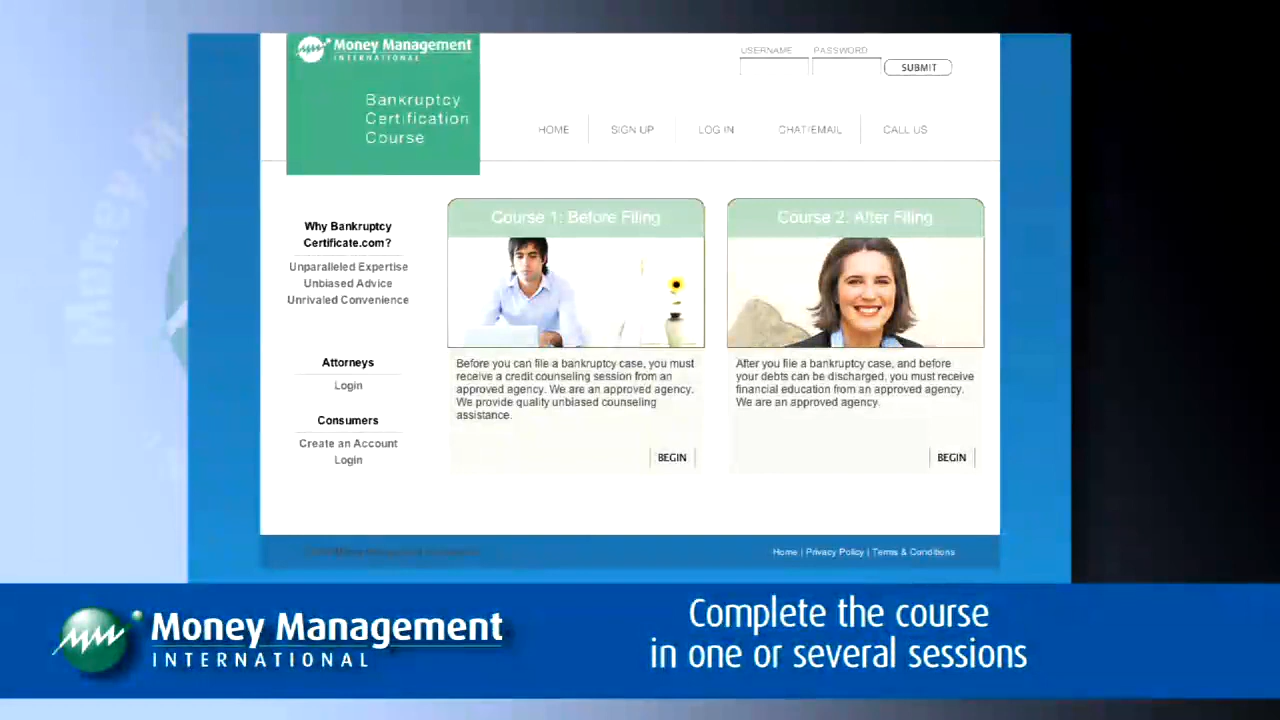 Money Management
INTERNATIONAL
Bankruptcy
Certification
Course
USERNAME
PASSWORD
SUBMIT
HOME
SIGN UP
LOG IN
CHAT/EMAIL
CALL US
Why Bankruptcy
Certificate.com?
Unparalleled Expertise
Unbiased Advice
Unrivaled Convenience
Attorneys
Login
Consumers
Create an Account
Login
Course 1: Before Filing
Before you can file a bankruptcy case, you must
receive a credit counseling session from an
approved agency. We are an approved agency.
We provide quality unbiased counseling
assistance.
BEGIN
Course 2: After Filing
After you file a bankruptcy case, and before
your debts can be discharged, you must receive
financial education from an approved agency.
We are an approved agency.
BEGIN
Home | Privacy Policy | Terms & Conditions
Money Management
INTERNATIONAL
Complete the course
in one or several sessions
Money M